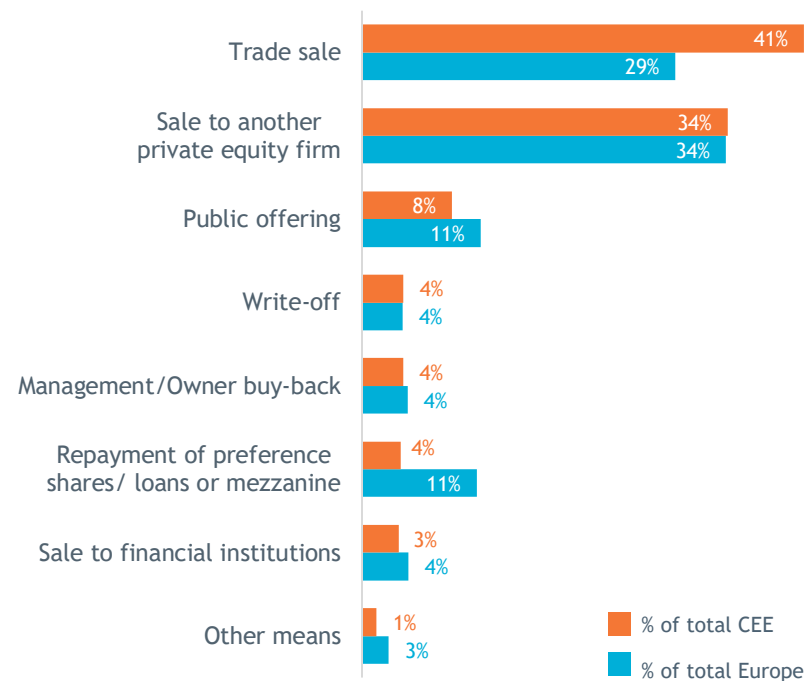 Trade sale
41%
29%
Sale to another
private equity firm
34%
34%
Public offering
8%
11%
Write-off
4%
4%
Management/Owner buy-back
4%
4%
Repayment of preference
shares/ loans or mezzanine
4%
11%
Sale to financial institutions
3%
4%
Other means
1%
3%
% of total CEE
% of total Europe